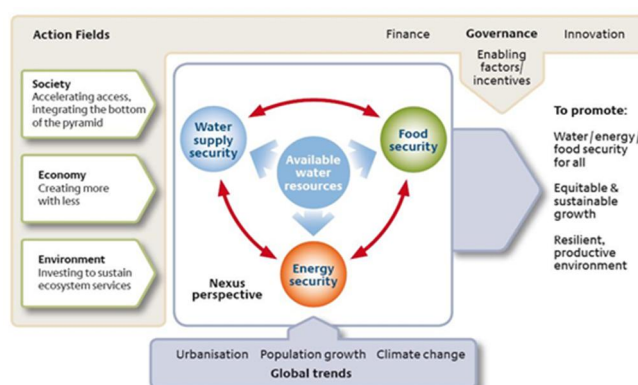 Action Fields
Finance
Governance
Innovation
Enabling
factors/
incentives
Society
Accelerating access,
integrating the bottom
of the pyramid
Economy
Creating more
with less
Environment
Investing to sustain
ecosystem services
Water
supply
security
Food
security
Available
water
resources
Energy
security
Nexus
perspective
To promote:
Water/energy/
food security
for all
Equitable &
sustainable
growth
Resilient,
productive
environment
Urbanisation Population growth Climate change
Global trends